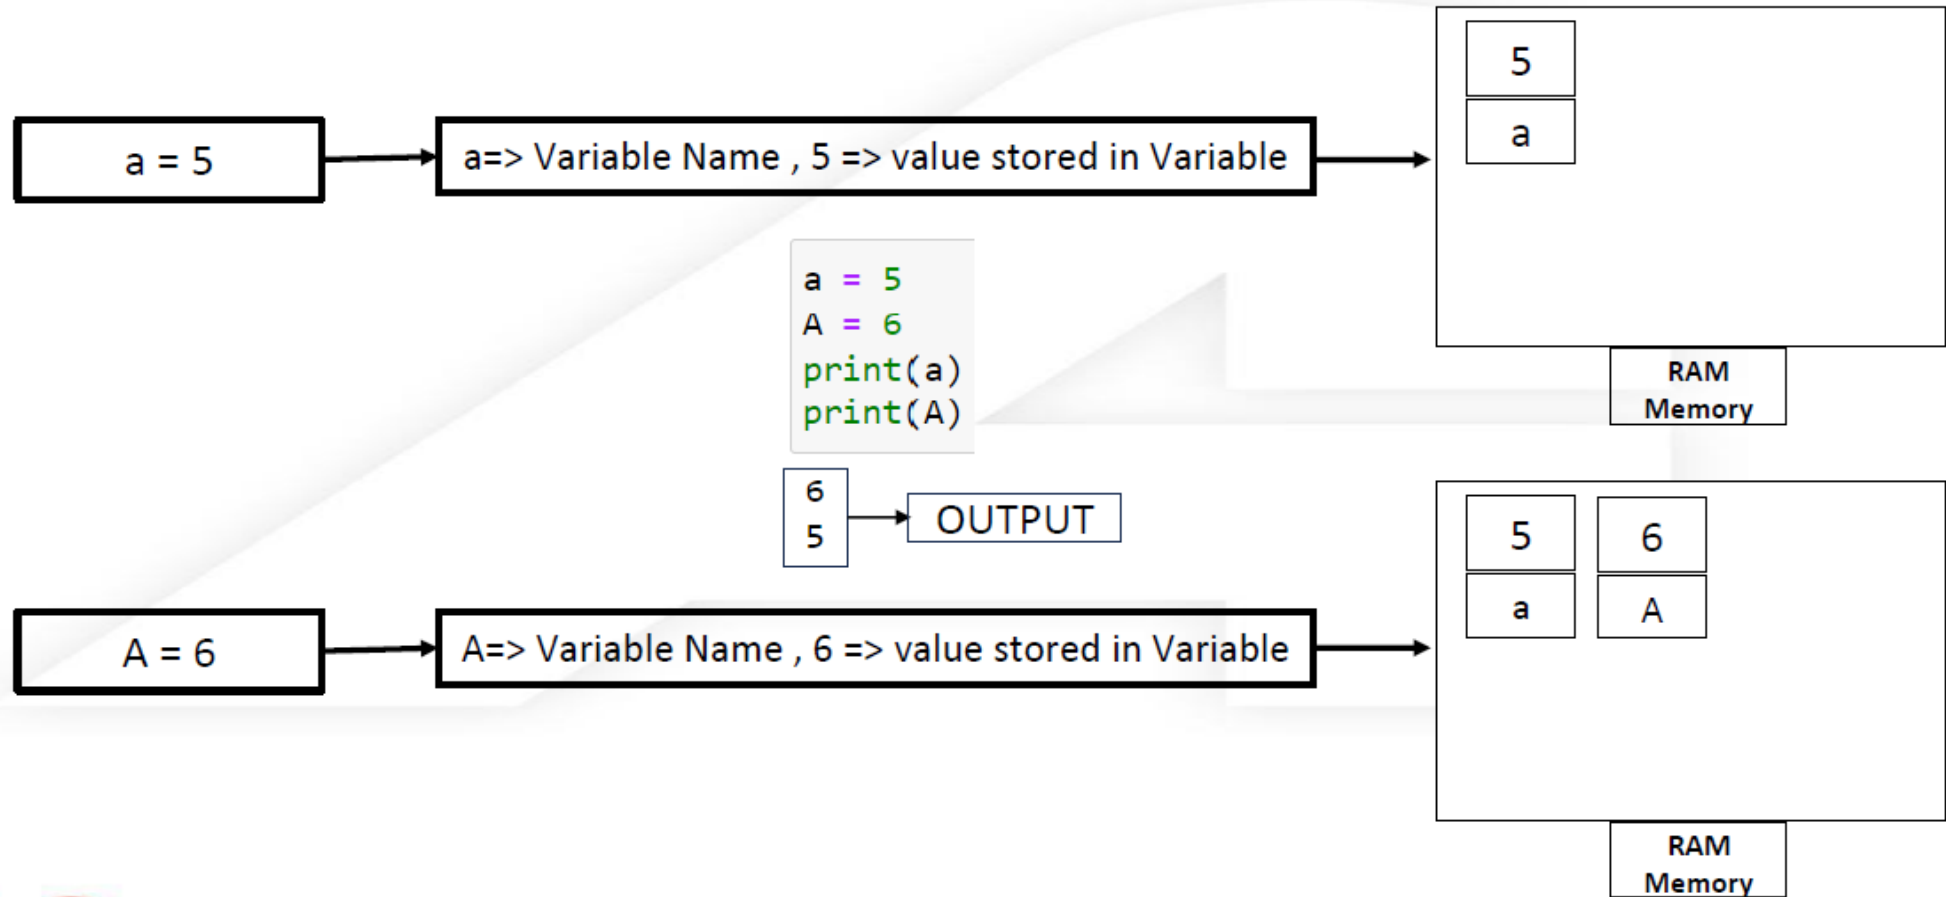 a = 5
a=> Variable Name , 5 => value stored in Variable
5
a
RAM
Memory
a = 5
A = 6
print(a)
print(A)
6
5
OUTPUT
A = 6
A=> Variable Name , 6 => value stored in Variable
5 6
a A
RAM
Memory